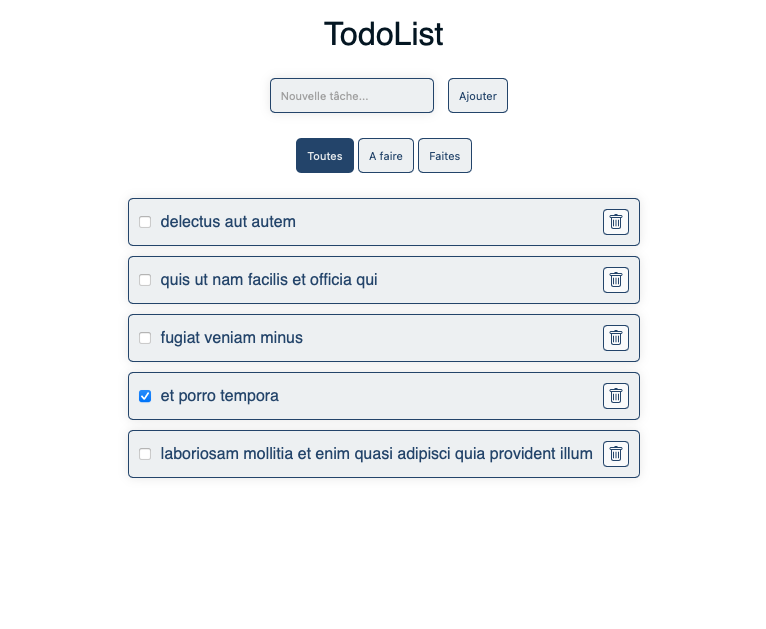 TodoList
Nouvelle tâche...
Ajouter
Toutes
A faire
Faites
delectus aut autem
quis ut nam facilis et officia qui
fugiat veniam minus
et porro tempora
laboriosam mollitia et enim quasi adipisci quia provident illum